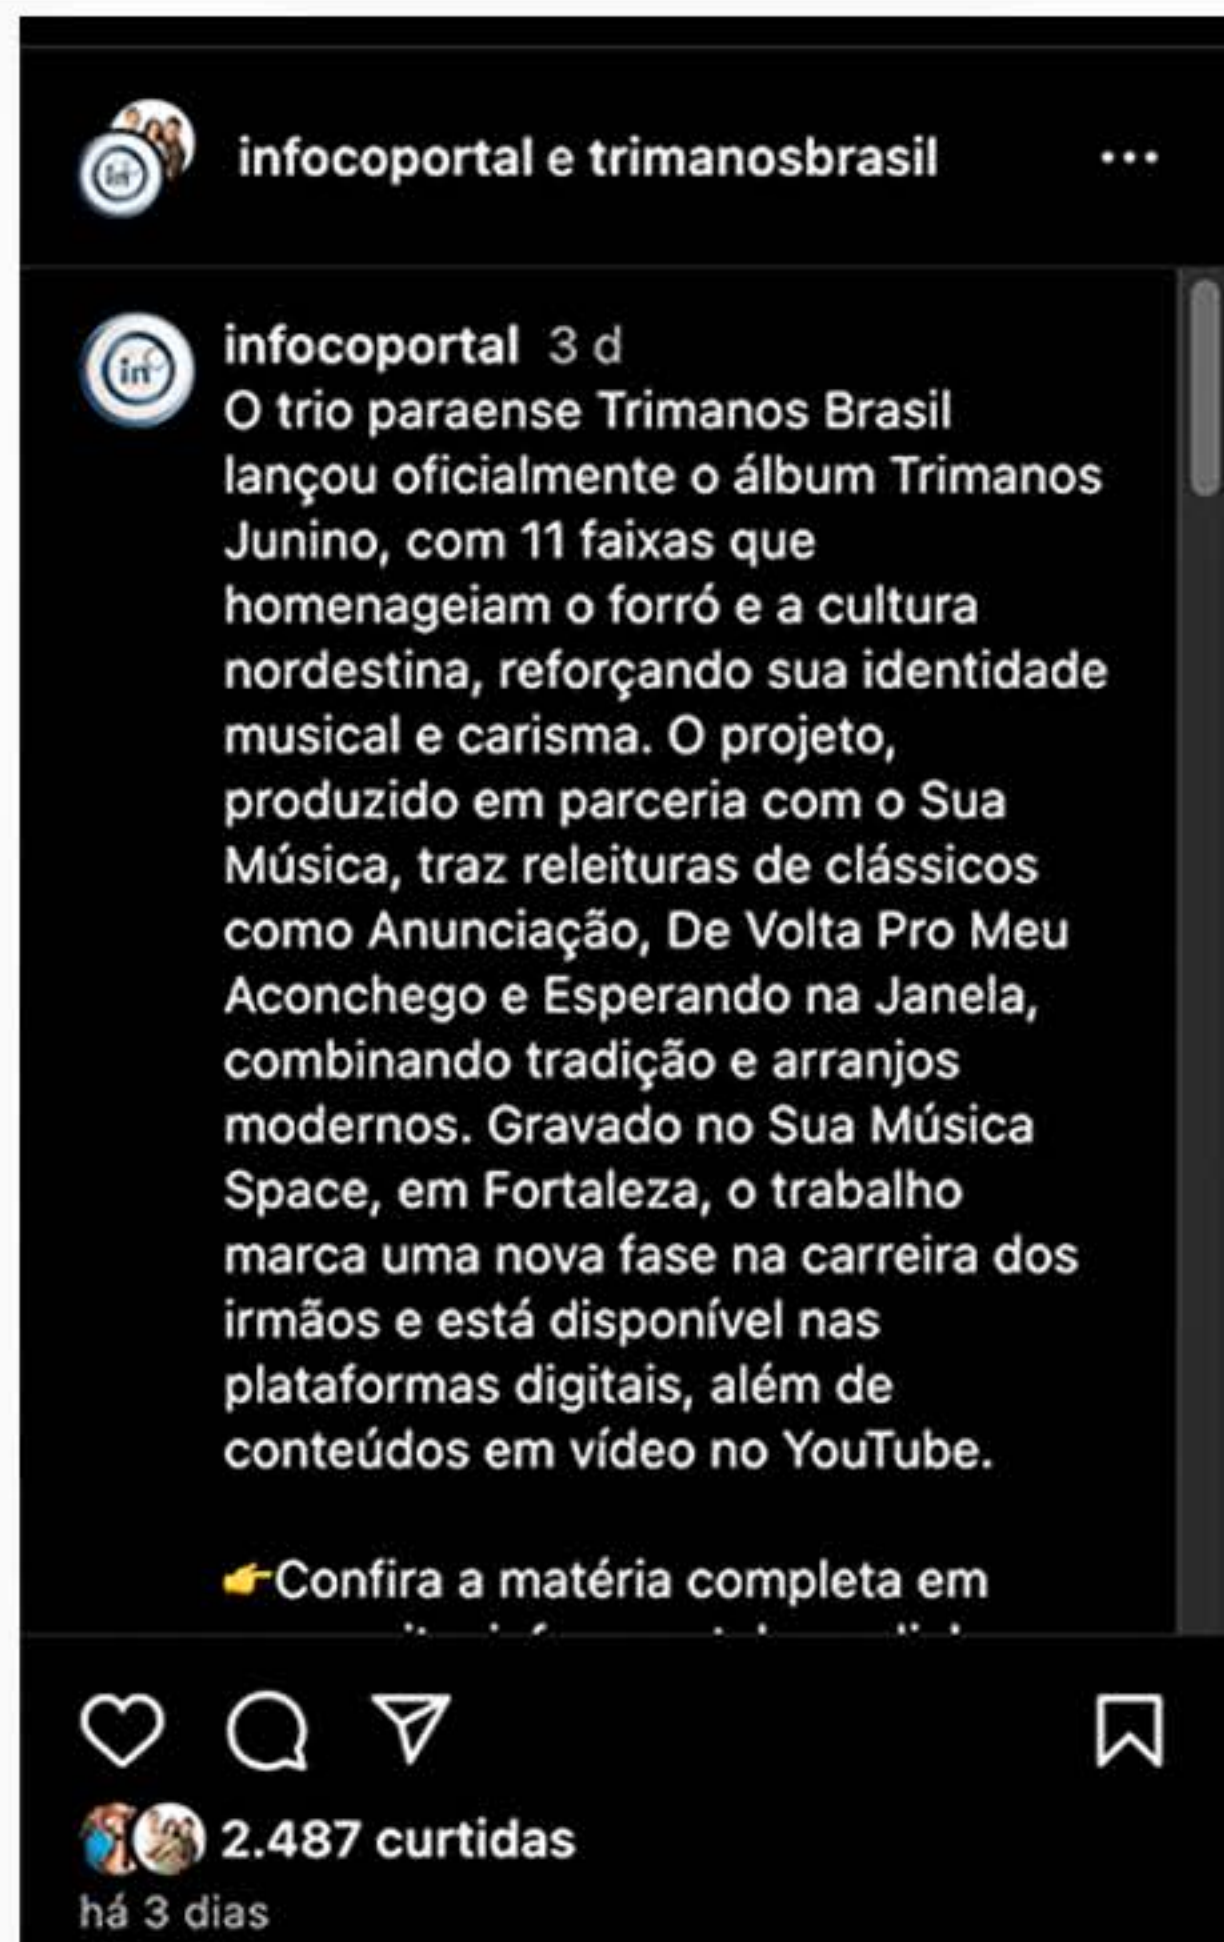 infocoportal e trimanosbrasil
infocoportal 3 d
O trio paraense Trimanos Brasil
lançou oficialmente o álbum Trimanos
Junino, com 11 faixas que
homenageiam o forró e a cultura
nordestina, reforçando sua identidade
musical e carisma. O projeto,
produzido em parceria com o Sua
Música, traz releituras de clássicos
como Anunciação, De Volta Pro Meu
Aconchego e Esperando na Janela,
combinando tradição e arranjos
modernos. Gravado no Sua Música
Space, em Fortaleza, o trabalho
marca uma nova fase na carreira dos
irmãos e está disponível nas
plataformas digitais, além de
conteúdos em vídeo no YouTube.
👉Confira a matéria completa em
2.487 curtidas
há 3 dias